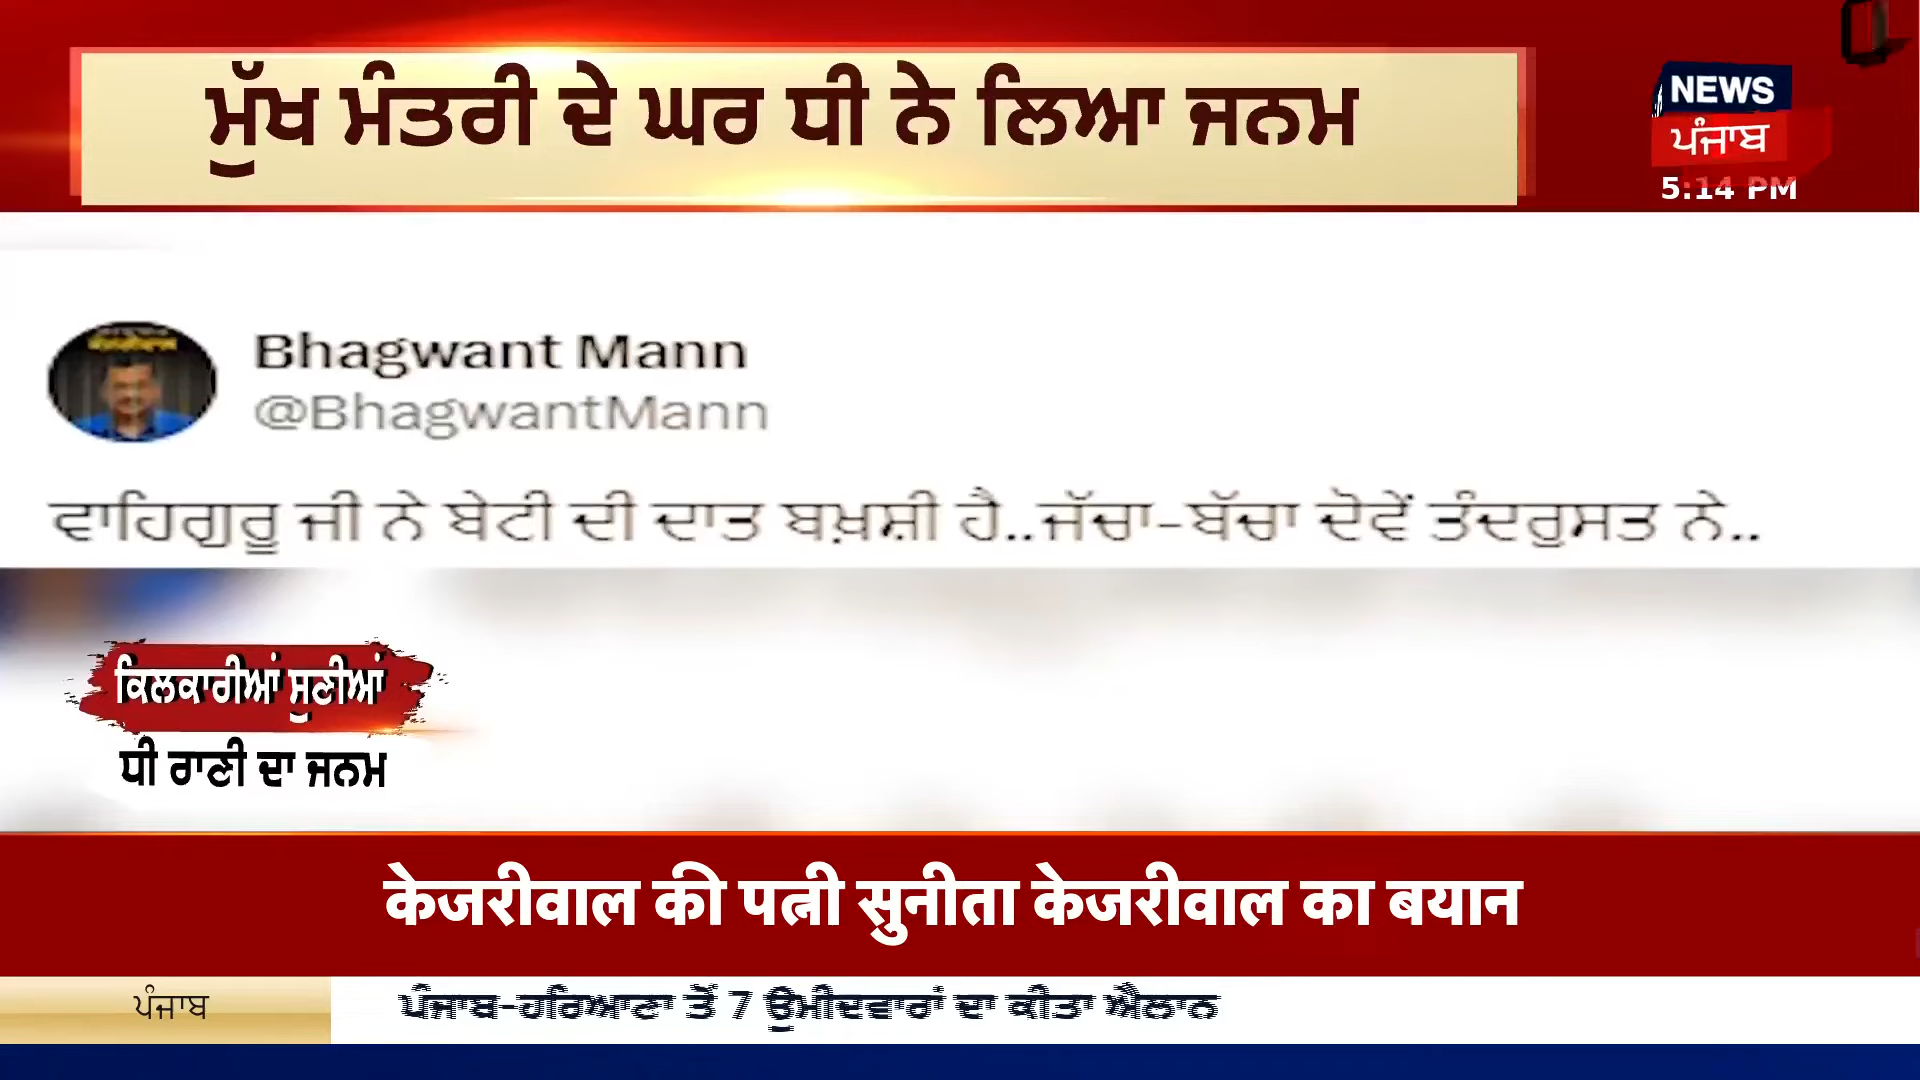 ਮੁੱਖ ਮੰਤਰੀ ਦੇ ਘਰ ਧੀ ਨੇ ਲਿਆ ਜਨਮ
NEWS
ਪੰਜਾਬ
5:14 PM
Bhagwant Mann
@BhagwantMann
ਵਾਹਿਗੁਰੂ ਜੀ ਨੇ ਬੇਟੀ ਦੀ ਦਾਤ ਬਖ਼ਸ਼ੀ ਹੈ..ਜੱਚਾ-ਬੱਚਾ ਦੋਵੇਂ ਤੰਦਰੁਸਤ ਨੇ..
ਕਿਲਕਾਰੀਆਂ ਸੁਣੀਆਂ
ਧੀ ਰਾਣੀ ਦਾ ਜਨਮ
केजरीवाल की पत्नी सुनीता केजरीवाल का बयान
ਪੰਜਾਬ
ਪੰਜਾਬ-ਹਰਿਆਣਾ ਤੋਂ 7 ਉਮੀਦਵਾਰਾਂ ਦਾ ਕੀਤਾ ਐਲਾਨ